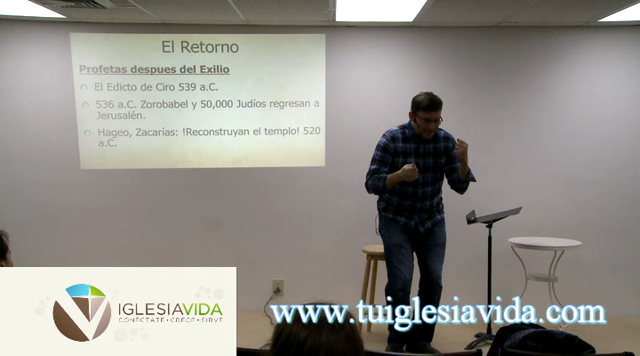 El Retorno
Profetas despues del Exilio
El Edicto de Ciro 539 a.C.
536 a.C. Zorobabel y 50,000 Judíos regresan a
Jerusalén.
Hageo, Zacarías: !Reconstruyan el templo! 520
a.C.
IGLESIAVIDA
CONECTATE • CRECE • SIRVE
www.tuiglesiavida.com